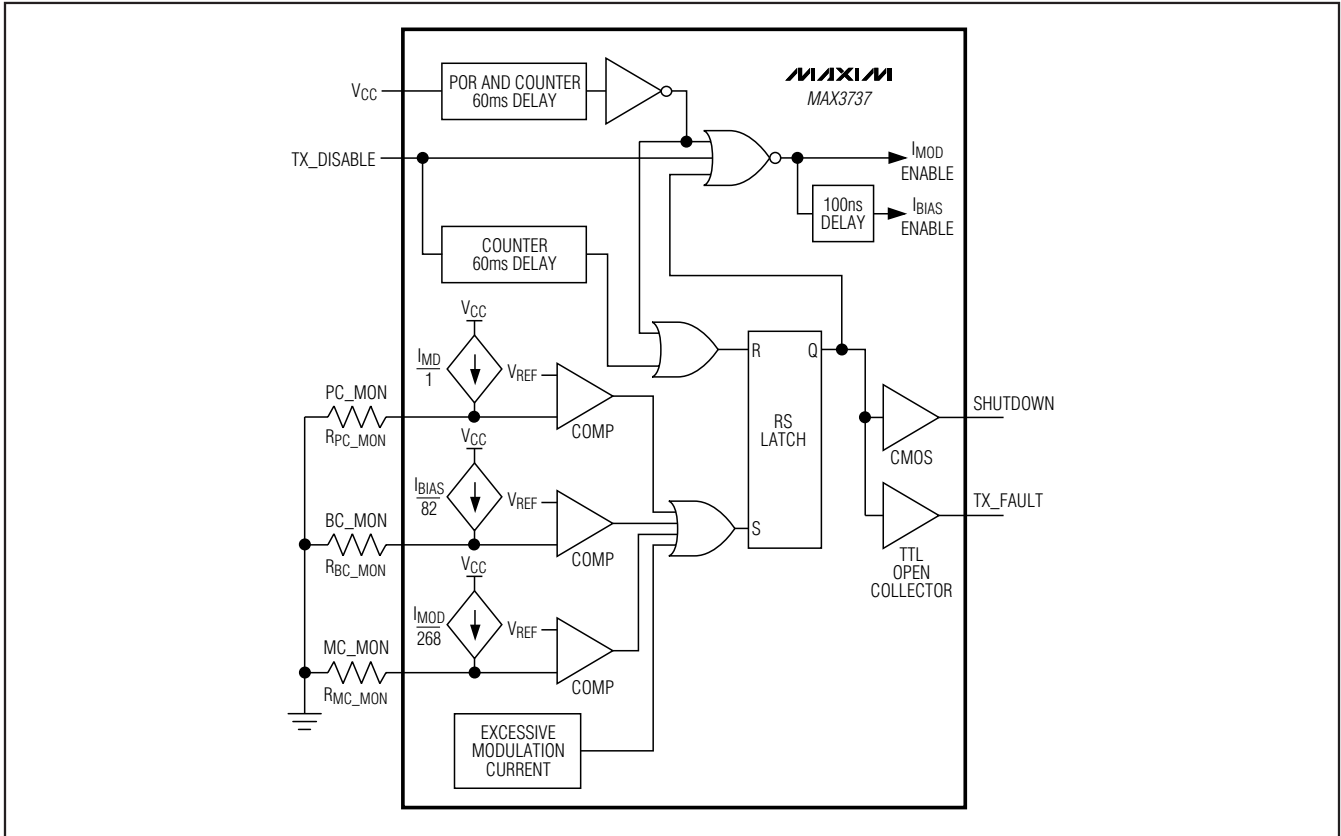 MAXIM
MAX3737
VCC
POR AND COUNTER
60ms DELAY
TX_DISABLE
IMOD
ENABLE
100ns
DELAY
IBIAS
ENABLE
COUNTER
60ms DELAY
VCC
IMD
1
VREF
COMP
PC_MON
RPC_MON
R
Q
RS
LATCH
S
SHUTDOWN
CMOS
VCC
IBIAS
82
VREF
COMP
BC_MON
RBC_MON
TX_FAULT
TTL
OPEN
COLLECTOR
VCC
IMOD
268
VREF
COMP
MC_MON
RMC_MON
EXCESSIVE
MODULATION
CURRENT